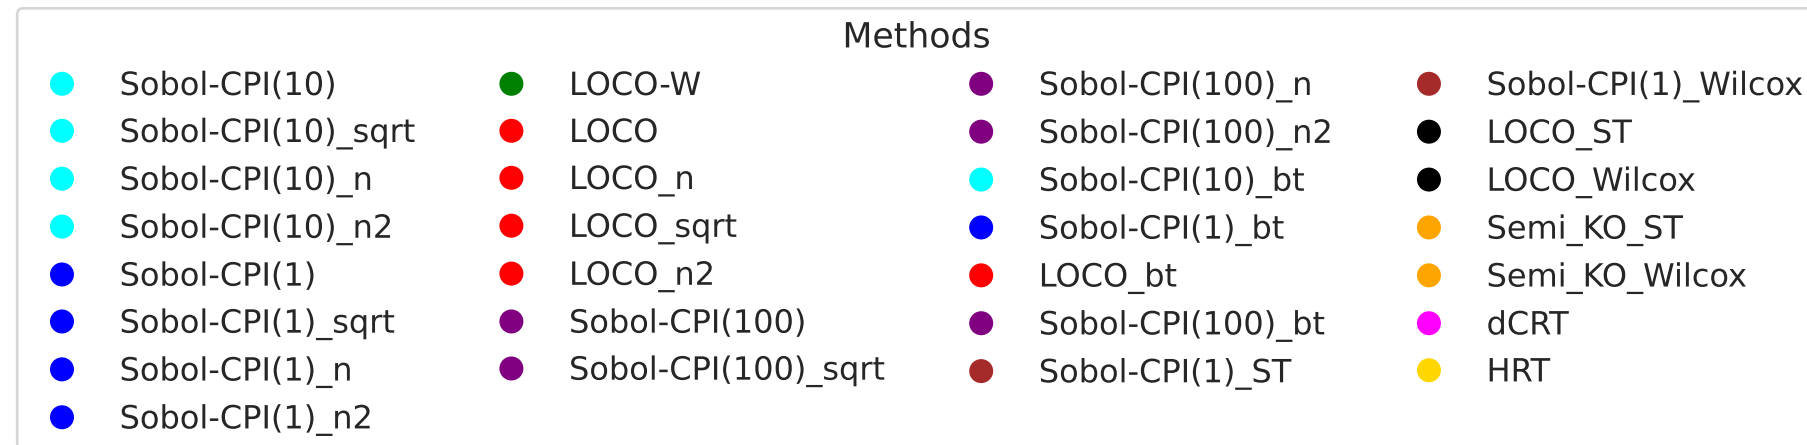 Methods
Sobol-CPI(10)
Sobol-CPI(10)_sqrt
Sobol-CPI(10)_n
Sobol-CPI(10)_n2
Sobol-CPI(1)
Sobol-CPI(1)_sqrt
Sobol-CPI(1)_n
Sobol-CPI(1)_n2
LOCO-W
LOCO
LOCO_n
LOCO_sqrt
LOCO_n2
Sobol-CPI(100)
Sobol-CPI(100)_sqrt
Sobol-CPI(100)_n
Sobol-CPI(100)_n2
Sobol-CPI(10)_bt
Sobol-CPI(1)_bt
LOCO_bt
Sobol-CPI(100)_bt
Sobol-CPI(1)_ST
Sobol-CPI(1)_Wilcox
LOCO_ST
LOCO_Wilcox
Semi_KO_ST
Semi_KO_Wilcox
dCRT
HRT